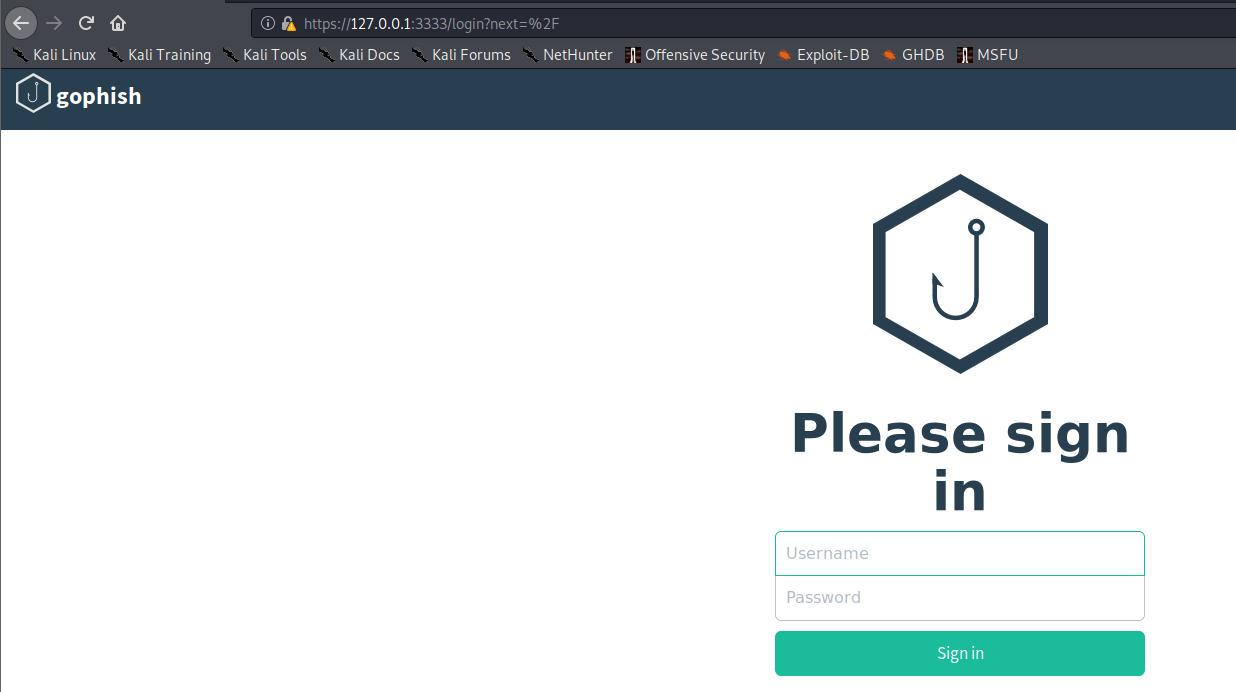 https://127.0.0.1:3333/login?next=%2F
Kali Linux Kali Training Kali Tools Kali Docs Kali Forums NetHunter Offensive Security Exploit-DB GHDB MSFU
gophish
Please sign
in
Username
Password
Sign in